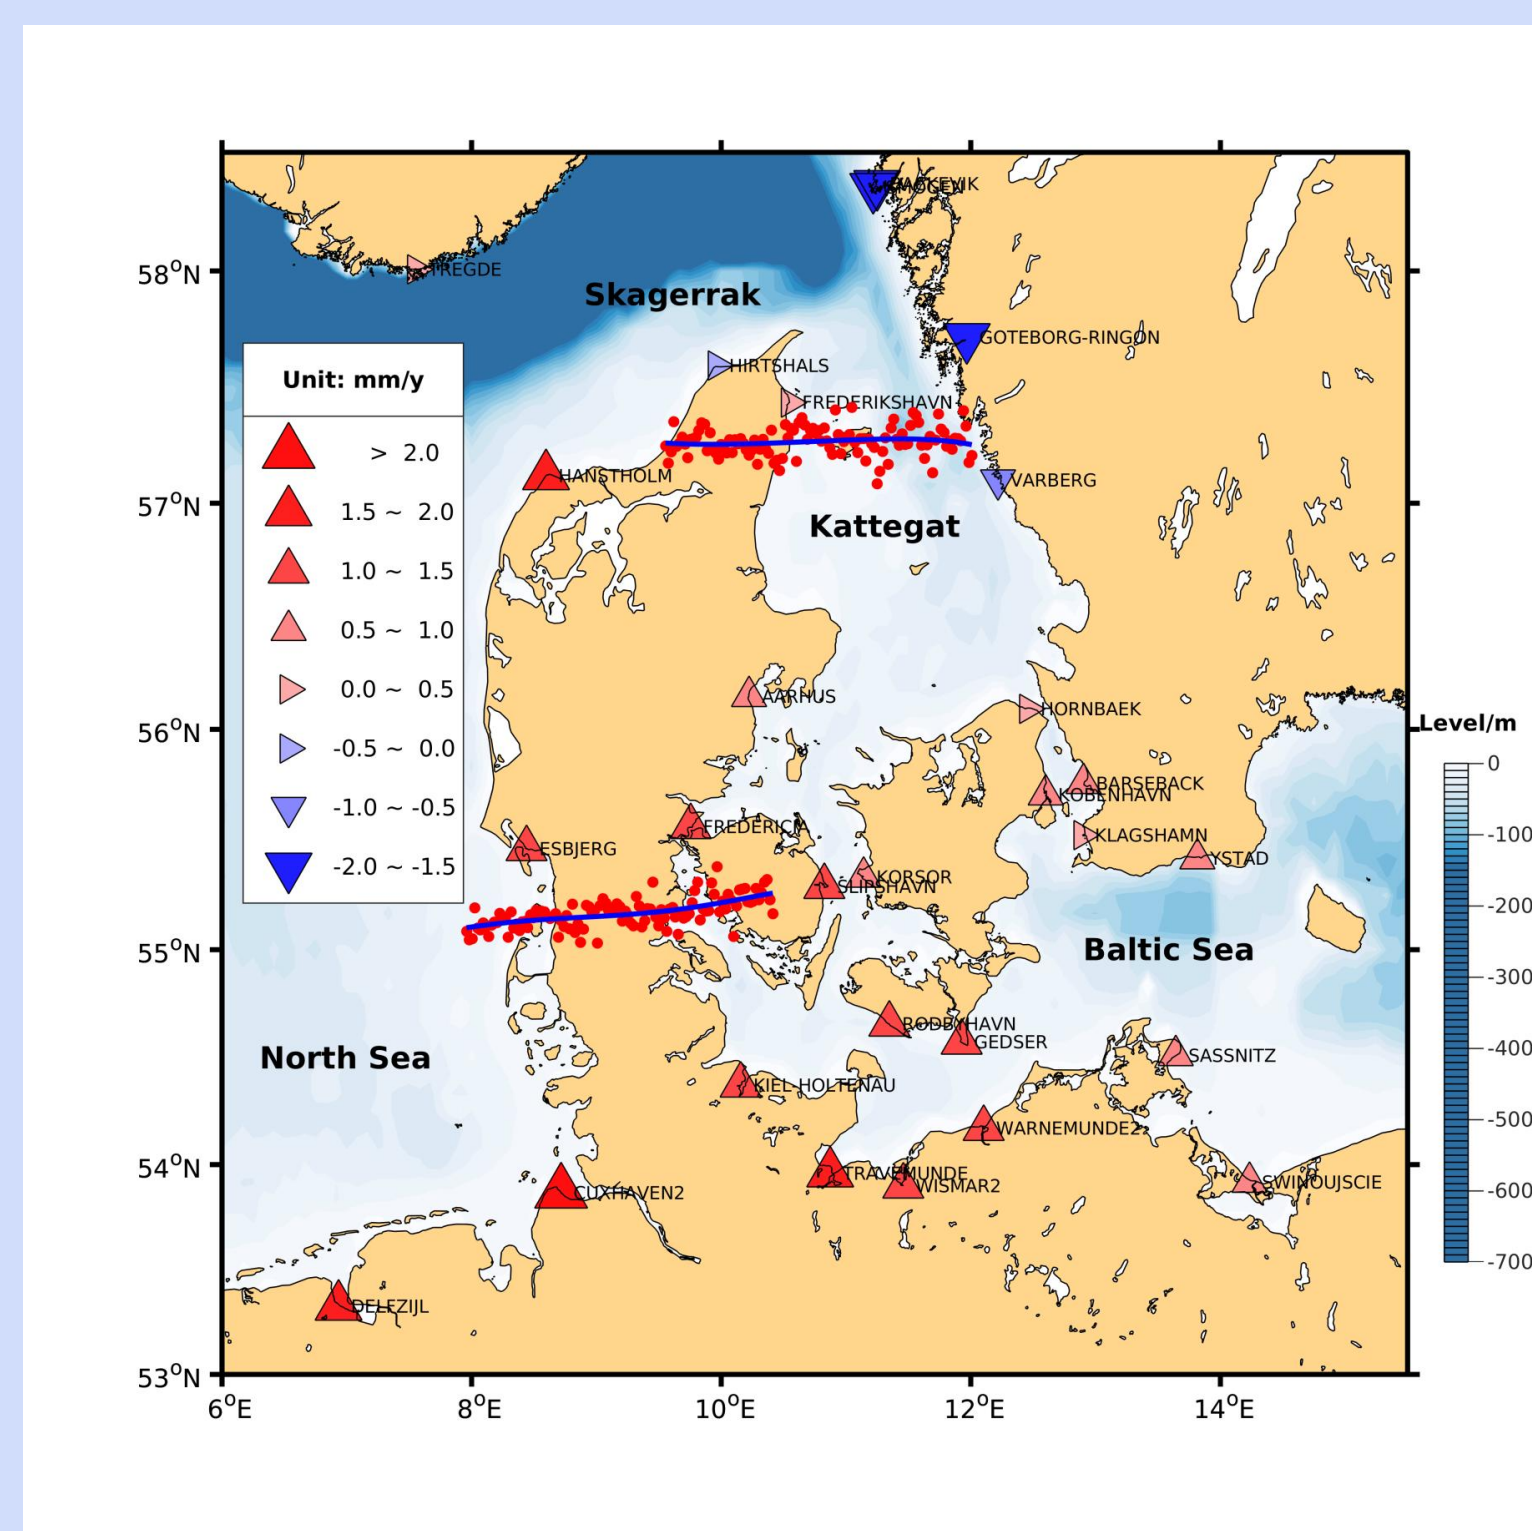 BACKEVIK
58°N
TREGDE
Skagerrak
GOTEBORG-RINGON
HIRTSHALS
FREDERIKSHAVN
Unit: mm/y
> 2.0
1.5 ~ 2.0
1.0 ~ 1.5
0.5 ~ 1.0
0.0 ~ 0.5
-0.5 ~ 0.0
-1.0 ~ -0.5
-2.0 ~ -1.5
HANSTHOLM
VARBERG
57°N
Kattegat
AARHUS
HORNBAEK
56°N
Level/m
0
-100
-200
-300
-400
-500
-600
-700
BARSEBACK
KOBENHAVN
FREDERICIA
KLAGSHAMN
ESBJERG
YSTAD
KORSOR
SLIPSHAVN
55°N
Baltic Sea
RODBYHAVN
GEDSER
North Sea
SASSNITZ
KIEL-HOLTENAU
WARNEMUNDE2
54°N
TRAVEMUNDE
WISMAR2
SWINOUJSCIE
CUXHAVEN2
DELFZIJL
53°N
6°E
8°E
10°E
12°E
14°E